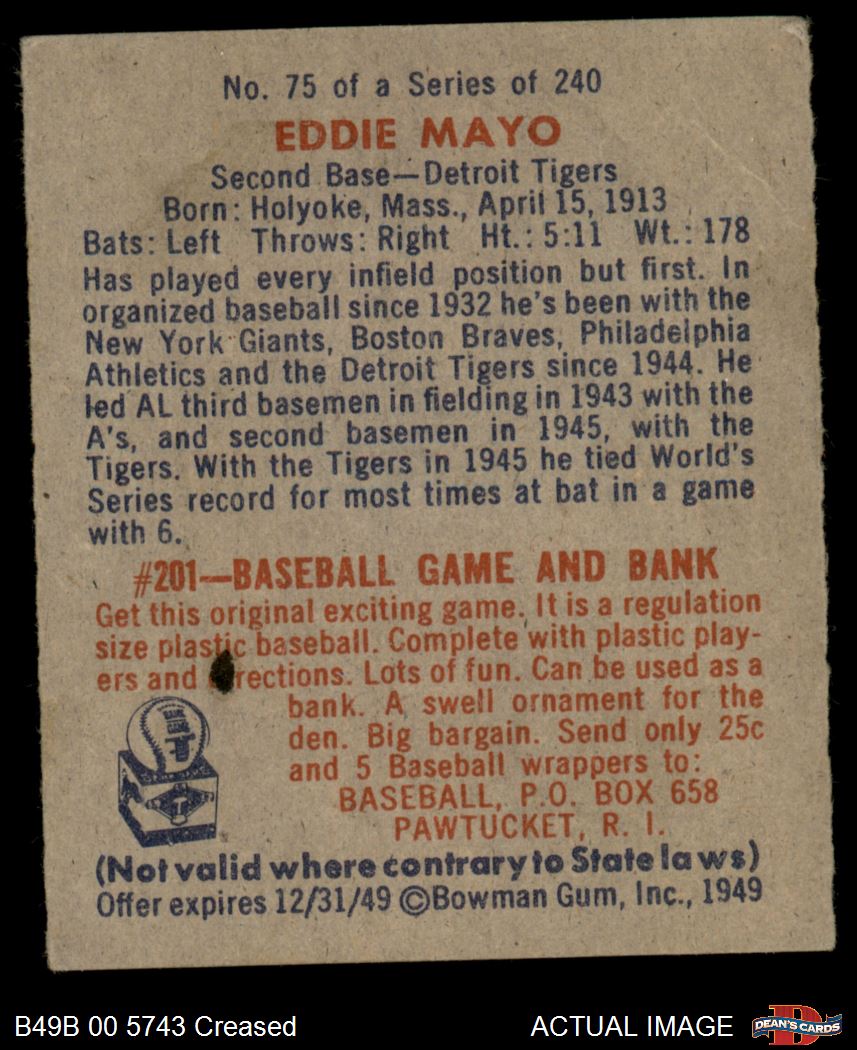 No. 75 of a Series of 240
EDDIE MAYO
Second Base—Detroit Tigers
Born: Holyoke, Mass., April 15, 1913
Bats: Left Throws: Right Ht.: 5:11 Wt.: 178
Has played every infield position but first. In
organized baseball since 1932 he's been with the
New York Giants, Boston Braves, Philadelphia
Athletics and the Detroit Tigers since 1944. He
led AL third basemen in fielding in 1943 with the
A's, and second basemen in 1945, with the
Tigers. With the Tigers in 1945 he tied World's
Series record for most times at bat in a game
with 6.
#201—BASEBALL GAME AND BANK
Get this original exciting game. It is a regulation
size plastic baseball. Complete with plastic play-
ers and directions. Lots of fun. Can be used as a
bank. A swell ornament for the
den. Big bargain. Send only 25c
and 5 Baseball wrappers to:
BASEBALL, P.O. BOX 658
PAWTUCKET, R. I.
(Not valid where contrary to State laws)
Offer expires 12/31/49 ©Bowman Gum, Inc., 1949
B49B 00 5743 Creased
ACTUAL IMAGE
DEAN'S CARDS